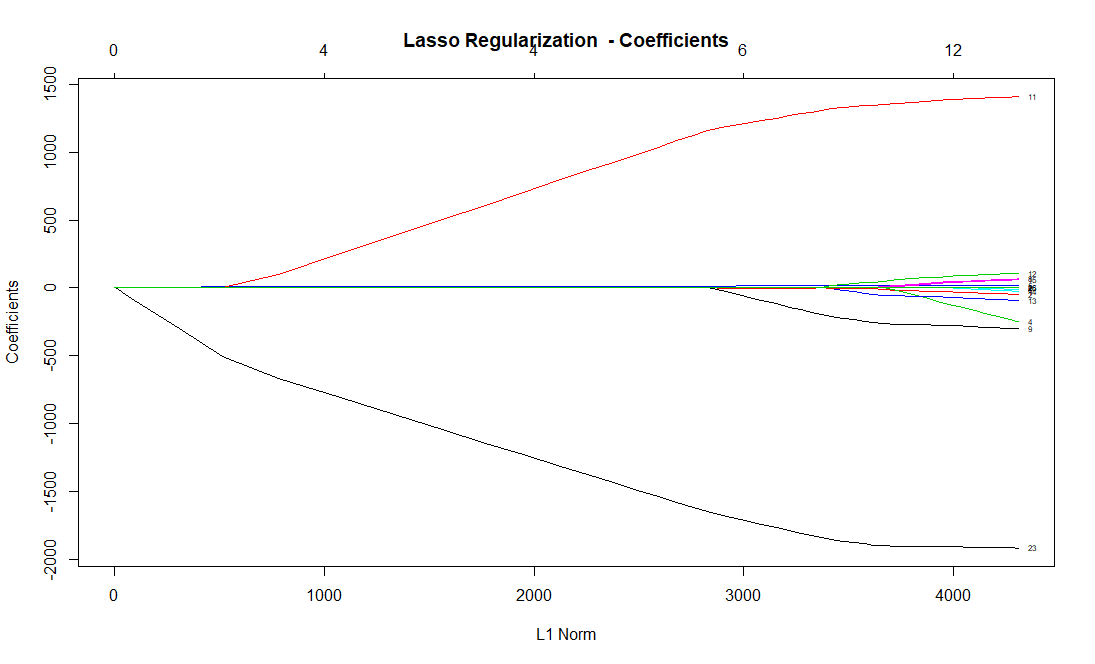 Lasso Regularization - Coefficients
0 4 4 6 12
1500
1000
500
0
-500
-1000
-1500
-2000
Coefficients
11
12
13
4
9
23
0 1000 2000 3000 4000
L1 Norm